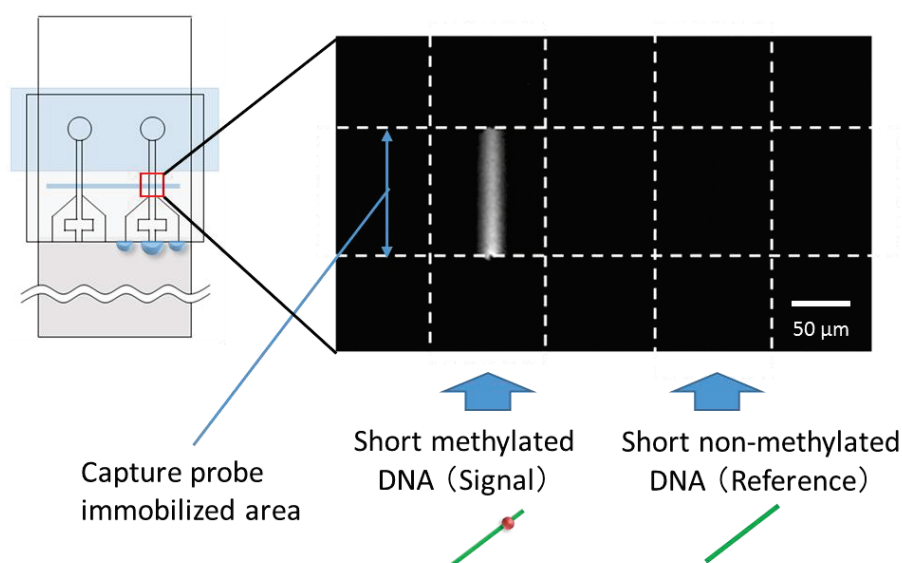 50 μm
Short methylated
DNA（Signal）
Short non-methylated
DNA（Reference）
Capture probe
immobilized area